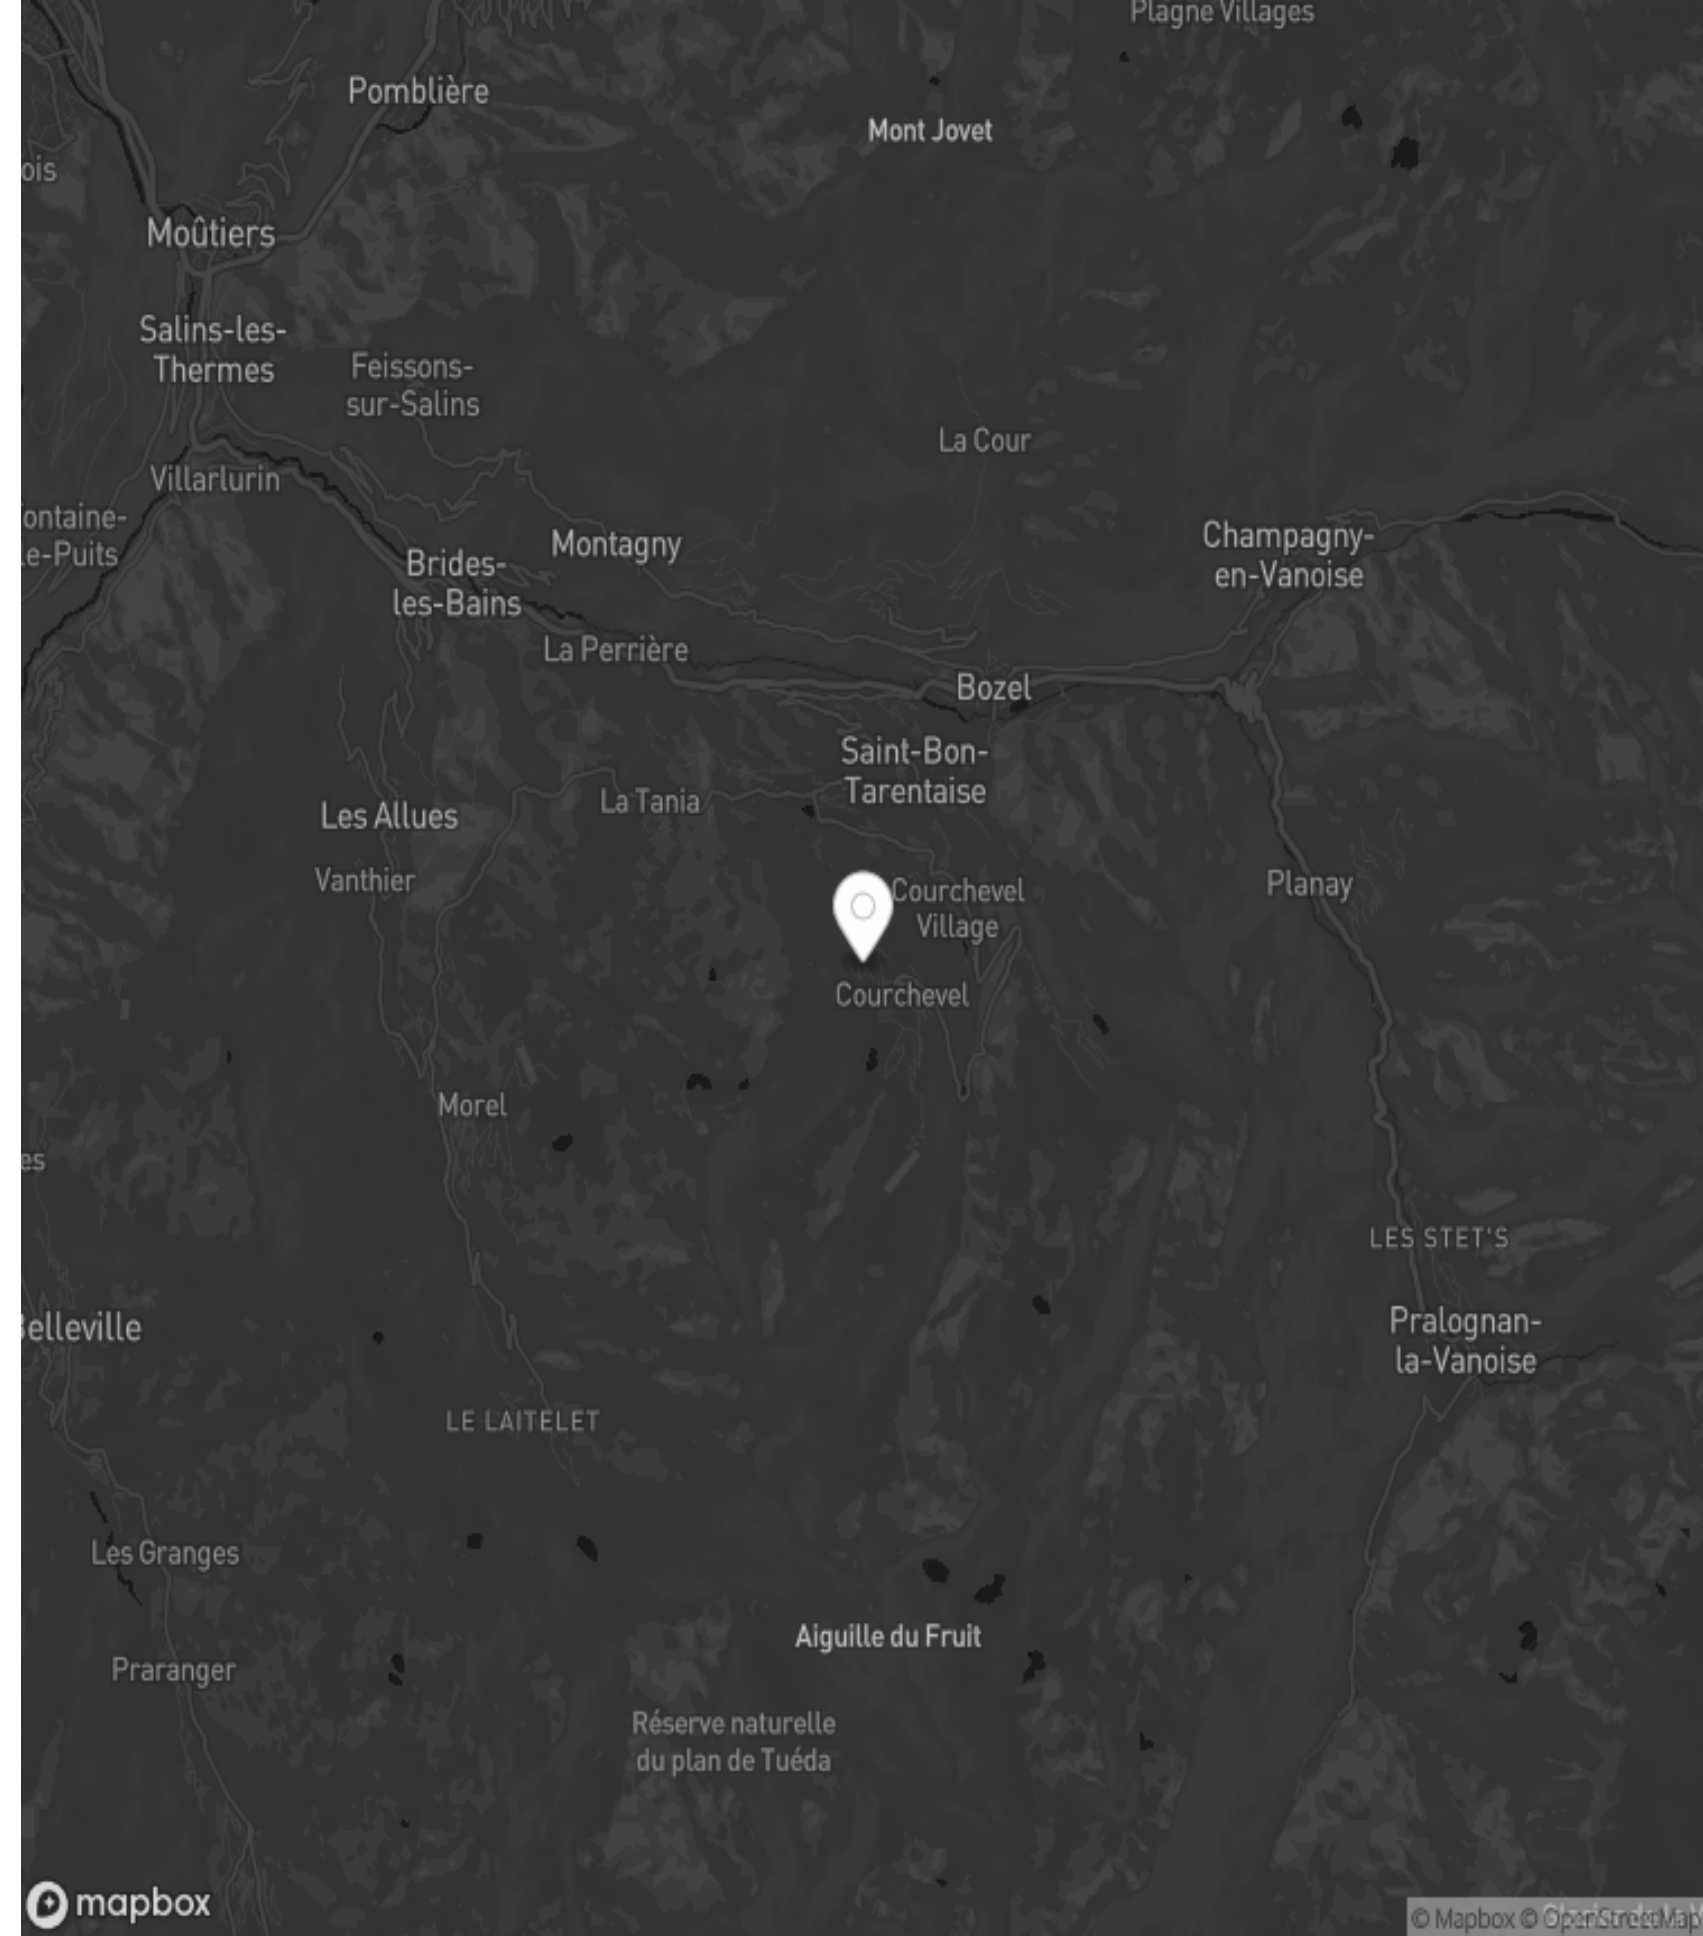 Plagne Villages
Pomblière
Mont Jovet
ois
Moûtiers
Salins-les-
Thermes
Feissons-
sur-Salins
La Cour
Villarlurin
ontaine-
e-Puits
Montagny
Champagny-
en-Vanoise
Brides-
les-Bains
La Perrière
Bozel
Saint-Bon-
Tarentaise
La Tania
Les Allues
Vanthier
Planay
Courchevel
Village
Courchevel
Morel
es
LES STET'S
Belleville
Pralognan-
la-Vanoise
LE LAITELET
Les Granges
Aiguille du Fruit
Praranger
Réserve naturelle
du plan de Tuéda
mapbox
© Mapbox © OpenStreetMap